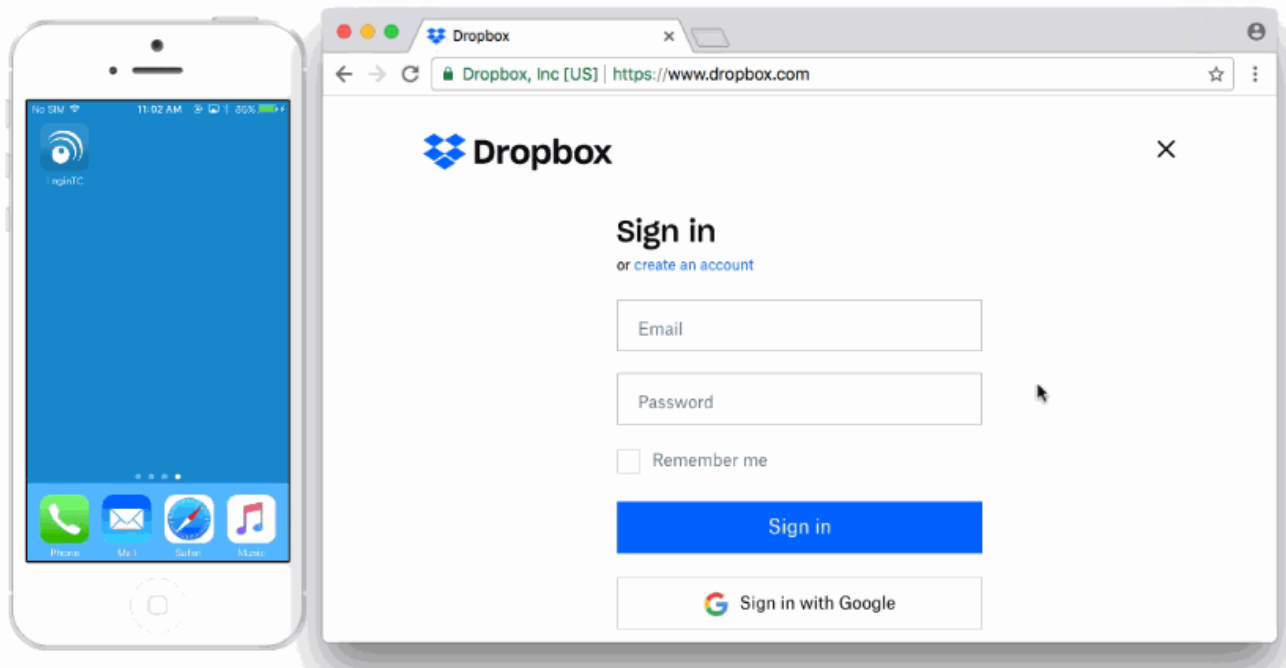 No SIM
11:02 AM
86%
LoginTC
Phone
Mail
Safari
Music
Dropbox
Dropbox, Inc [US] | https://www.dropbox.com
Dropbox
Sign in
or create an account
Email
Password
Remember me
Sign in
Sign in with Google